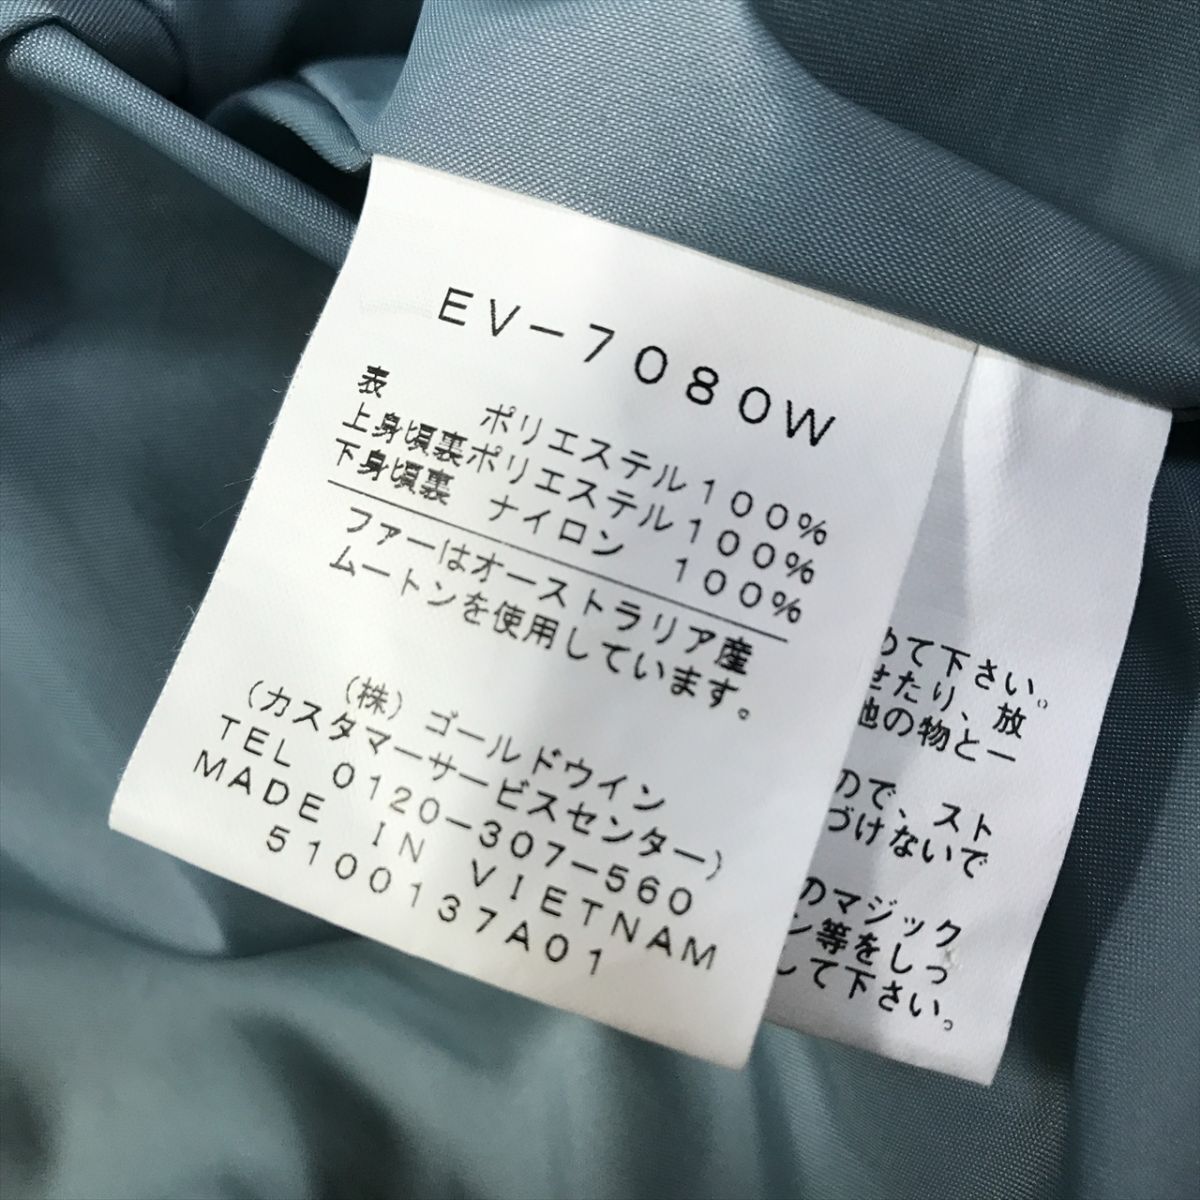 EV-7080W
表 ポリエステル100%
上身頃裏ポリエステル100%
下身頃裏 ナイロン 100%
ファーはオーストラリア産
ムートンを使用しています。
(株)ゴールドウイン
(カスタマーサービスセンター)
TEL 0120-307-560
MADE IN VIETNAM
5100137A01
めて下さい。
せたり、放
他の物と一
ので、スト
づけないで
のマジック
ン等をしっ
して下さい。